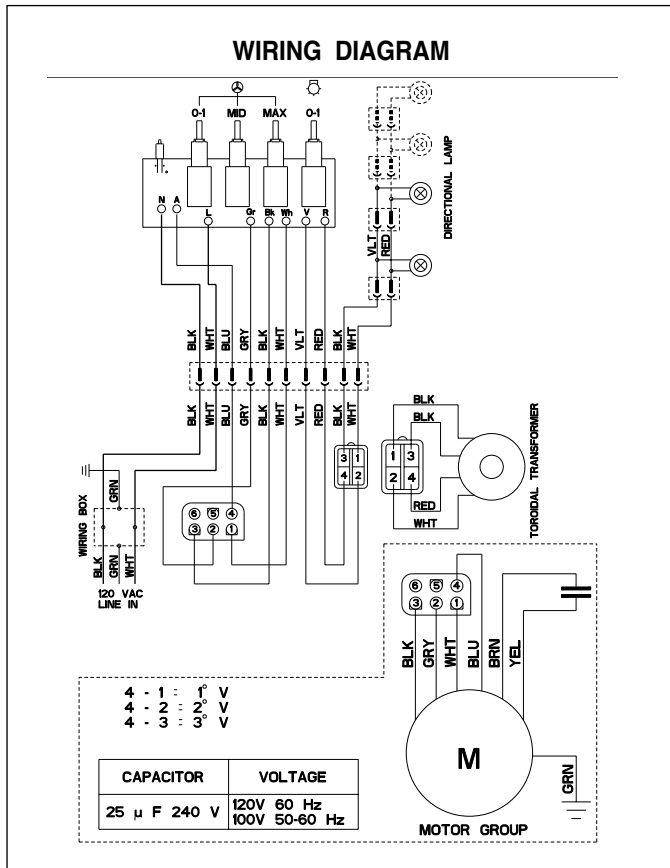 WIRING DIAGRAM
0-1 MID MAX 0-1
N A L Gr Bk Wh V R
DIRECTIONAL LAMP
VLT
RED
BLK WHT BLU GRY BLK WHT VLT RED BLK WHT
BLK WHT BLU GRY BLK WHT VLT RED BLK WHT
3 1
4 2
BLK
BLK
1 3
2 4
RED
WHT
TOROIDAL TRANSFORMER
GRN
WIRING BOX
BLK GRN WHT
120 VAC
LINE IN
6 5 4
3 2 1
6 5 4
3 2 1
BLK GRY WHT BLU BRN YEL
M
GRN
MOTOR GROUP
4 - 1 = 1° V
4 - 2 = 2° V
4 - 3 = 3° V
CAPACITOR VOLTAGE
25 µ F 240 V 120V 60 Hz
100V 50-60 Hz